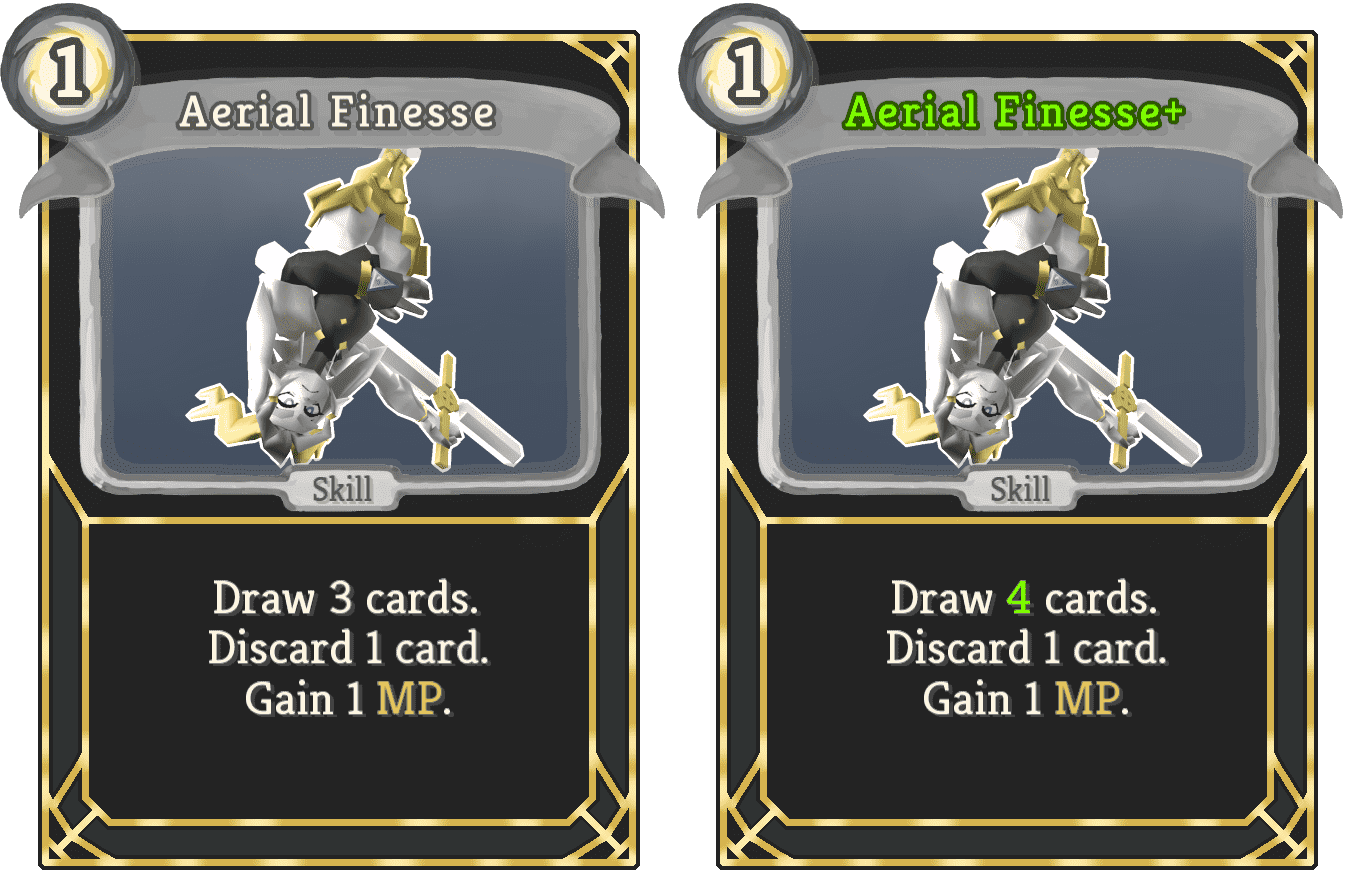 1
Aerial Finesse
Skill
Draw 3 cards.
Discard 1 card.
Gain 1 MP.
1
Aerial Finesse+
Skill
Draw 4 cards.
Discard 1 card.
Gain 1 MP.